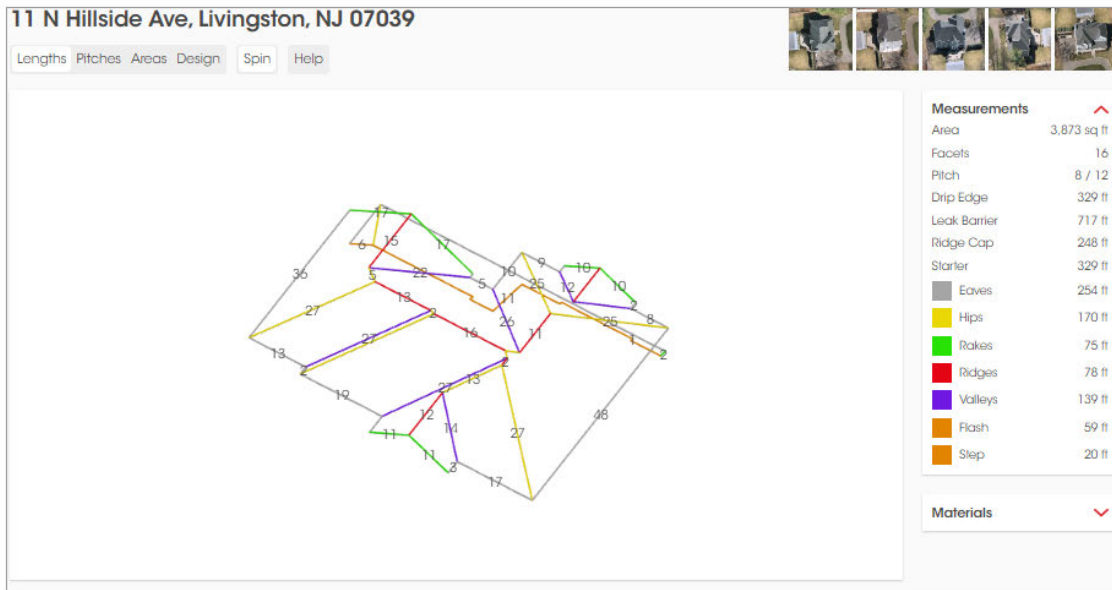 11 N Hillside Ave, Livingston, NJ 07039
Lengths Pitches Areas Design Spin Help
Measurements
Area 3,873 sq ft
Facets 16
Pitch 8 / 12
Drip Edge 329 ft
Leak Barrier 717 ft
Ridge Cap 248 ft
Starter 329 ft
Eaves 254 ft
Hips 170 ft
Rakes 75 ft
Ridges 78 ft
Valleys 139 ft
Flash 59 ft
Step 20 ft
Materials
17
6 15 17
36 22 5 10 9 10
5 25 12 10
27 13 11 2
2 26 25 8
27 16 11 1
13 2 2
2 13
19 27 48
12 14 27
11 11
3 17